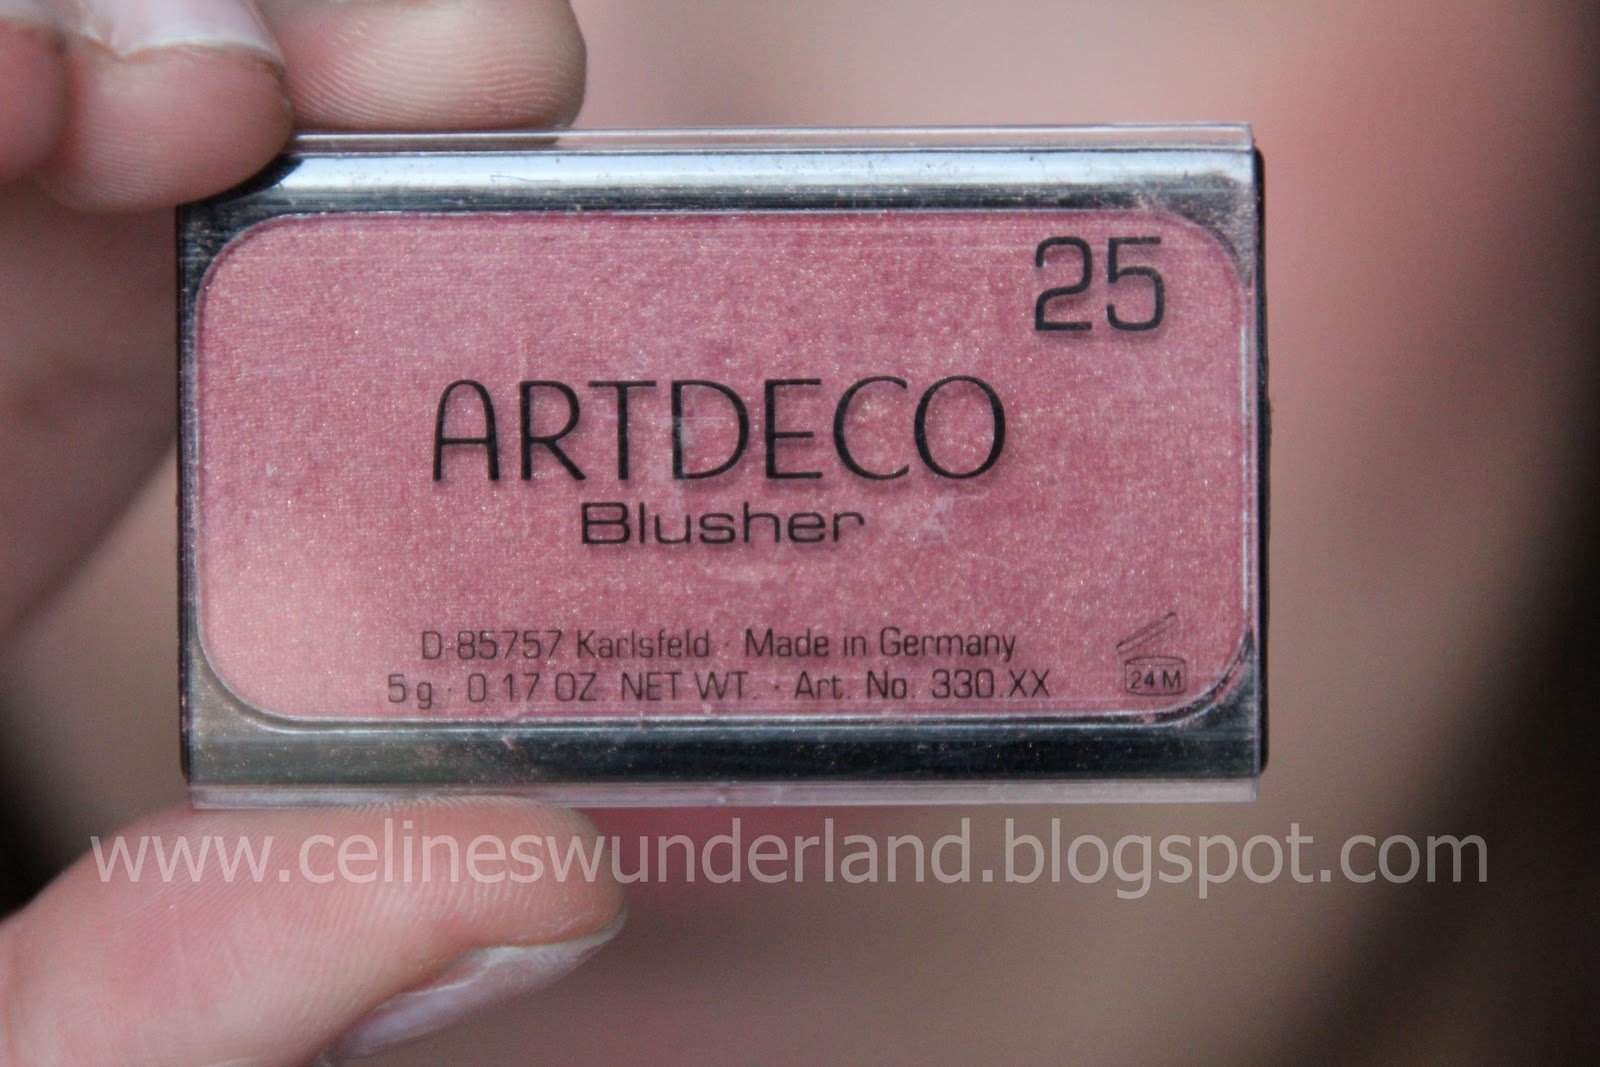 25
ARTDECO
Blusher
D-85757 Karlsfeld · Made in Germany
5 g · 0.17 OZ. NET WT. · Art. No. 330.XX
24 M
www.celineswunderland.blogspot.com